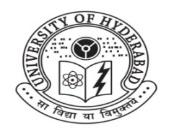 UNIVERSITY OF HYDERABAD
सा विद्या या विमुक्तये